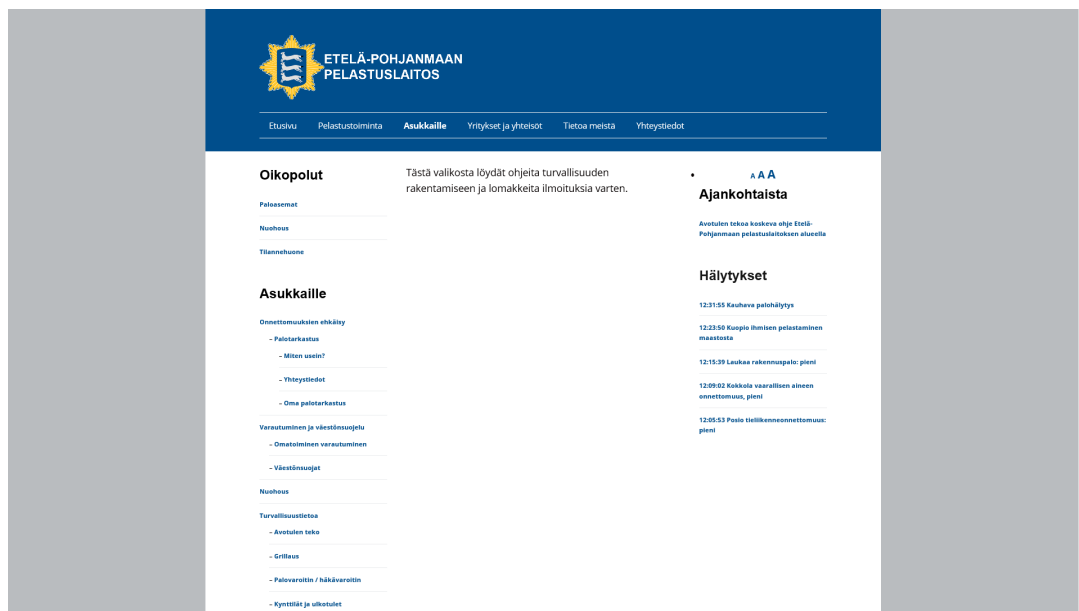 ETELÄ-POHJANMAAN
PELASTUSLAITOS
Etusivu Pelastustoiminta Asukkaille Yritykset ja yhteisöt Tietoa meistä Yhteystiedot
Oikopolut
Paloasemat
Nuohous
Tilannehuone
Asukkaille
Onnettomuuksien ehkäisy
– Palotarkastus
– Miten usein?
– Yhteystiedot
– Oma palotarkastus
Varautuminen ja väestönsuojelu
– Omatoiminen varautuminen
– Väestönsuojat
Nuohous
Turvallisuustietoa
– Avotulen teko
– Grillaus
– Palovaroitin / häkävaroitin
– Kynttilät ja ulkotulet
Tästä valikosta löydät ohjeita turvallisuuden
rakentamiseen ja lomakkeita ilmoituksia varten.
• A A A
Ajankohtaista
Avotulen tekoa koskeva ohje Etelä-
Pohjanmaan pelastuslaitoksen alueella
Hälytykset
12:31:55 Kauhava palohälytys
12:23:50 Kuopio ihmisen pelastaminen
maastosta
12:15:39 Laukaa rakennuspalo: pieni
12:09:02 Kokkola vaarallisen aineen
onnettomuus, pieni
12:05:53 Posio tieliikenneonnettomuus:
pieni